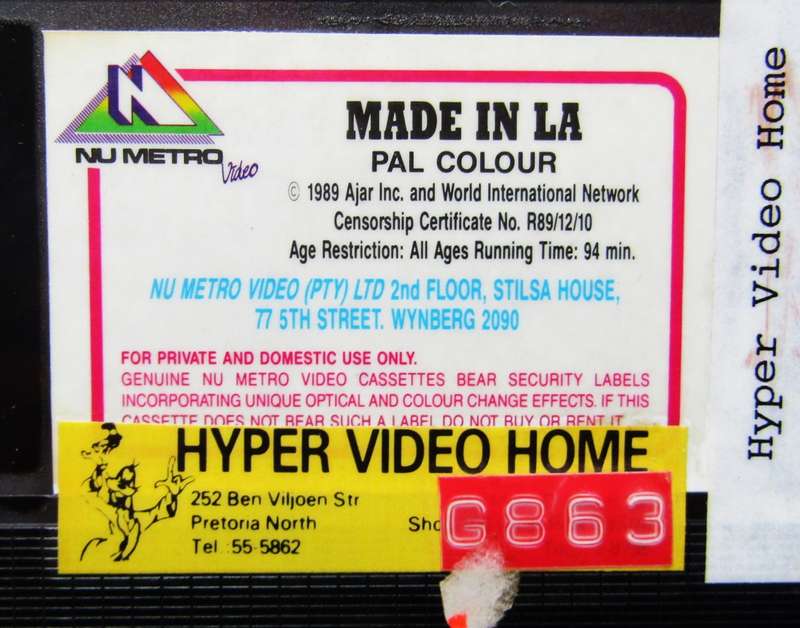 NU METRO
Video
MADE IN LA
PAL COLOUR
© 1989 Ajar Inc. and World International Network
Censorship Certificate No. R89/12/10
Age Restriction: All Ages Running Time: 94 min.
NU METRO VIDEO (PTY) LTD 2nd FLOOR, STILSA HOUSE,
77 5TH STREET. WYNBERG 2090
FOR PRIVATE AND DOMESTIC USE ONLY.
GENUINE NU METRO VIDEO CASSETTES BEAR SECURITY LABELS
INCORPORATING UNIQUE OPTICAL AND COLOUR CHANGE EFFECTS. IF THIS
CASSETTE DOES NOT BEAR SUCH A LABEL DO NOT BUY OR RENT IT
HYPER VIDEO HOME
252 Ben Viljoen Str
Pretoria North
Tel :55-5862
G863
Hyper Video Home